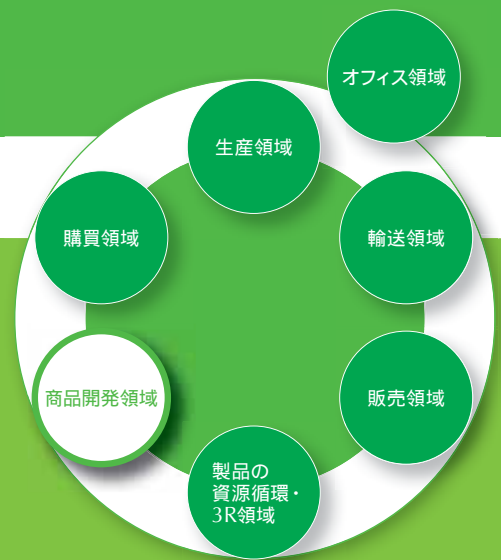 オフィス領域
生産領域
購買領域
輸送領域
商品開発領域
販売領域
製品の
資源循環・
3R領域